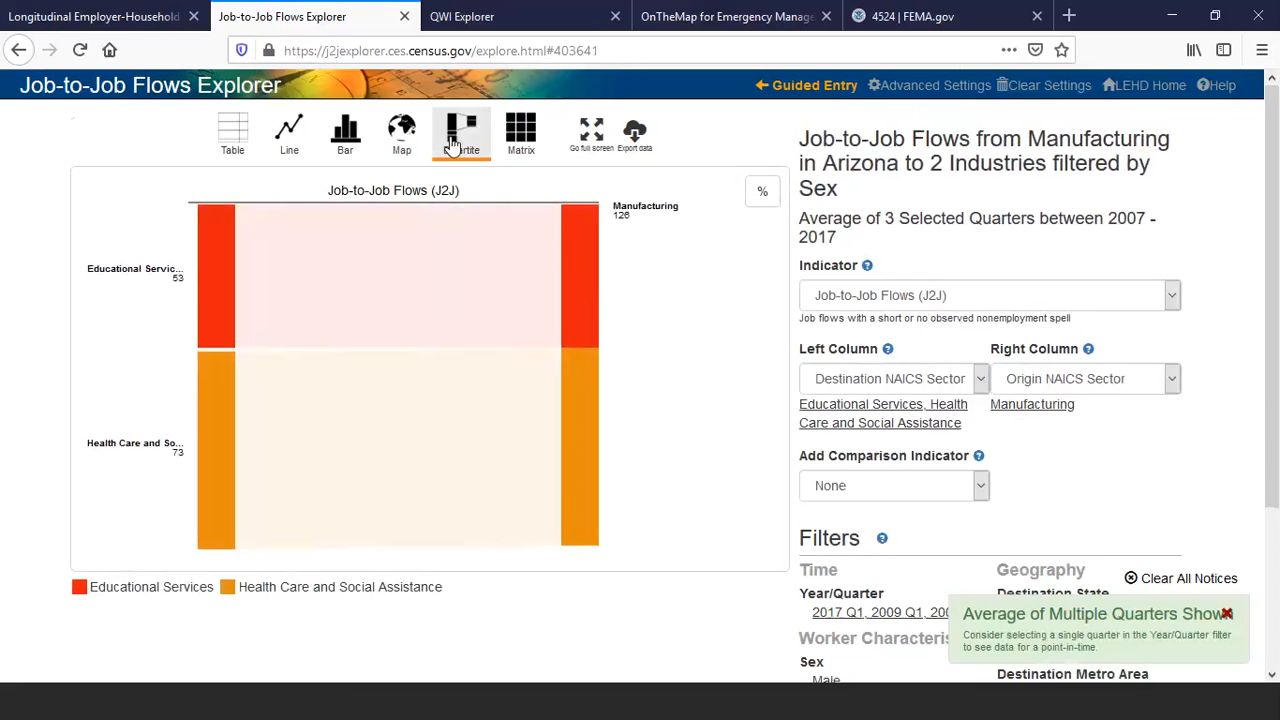 Longitudinal Employer-Household
Job-to-Job Flows Explorer
QWI Explorer
OnTheMap for Emergency Manage
4524 | FEMA.gov
https://j2jexplorer.ces.census.gov/explore.html#403641
Job-to-Job Flows Explorer
Guided Entry
Advanced Settings
Clear Settings
LEHD Home
Help
Table
Line
Bar
Map
Matrix
Go full screen
Export data
Job-to-Job Flows (J2J)
%
Manufacturing
126
Educational Servic...
53
Health Care and So...
73
Educational Services
Health Care and Social Assistance
Job-to-Job Flows from Manufacturing
in Arizona to 2 Industries filtered by
Sex
Average of 3 Selected Quarters between 2007 -
2017
Indicator
Job-to-Job Flows (J2J)
Job flows with a short or no observed nonemployment spell
Left Column
Right Column
Destination NAICS Sector
Origin NAICS Sector
Educational Services, Health
Care and Social Assistance
Manufacturing
Add Comparison Indicator
None
Filters
Time
Geography
Clear All Notices
Year/Quarter
Destination State
2017 Q1, 2009 Q1, 200
Average of Multiple Quarters Shown
Consider selecting a single quarter in the Year/Quarter filter
to see data for a point-in-time.
Worker Characteris
Sex
Destination Metro Area
Male